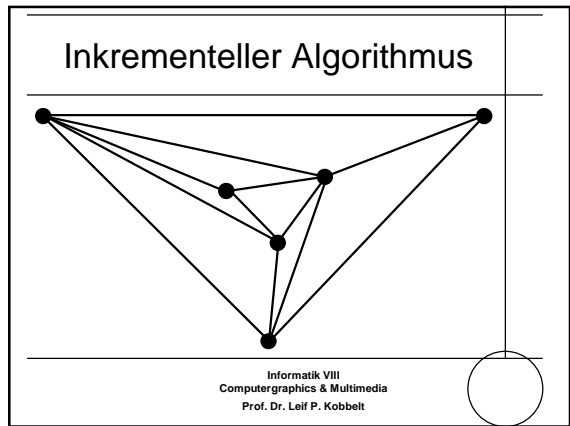 Inkrementeller Algorithmus
Informatik VIII
Computergraphics & Multimedia
Prof. Dr. Leif P. Kobbelt